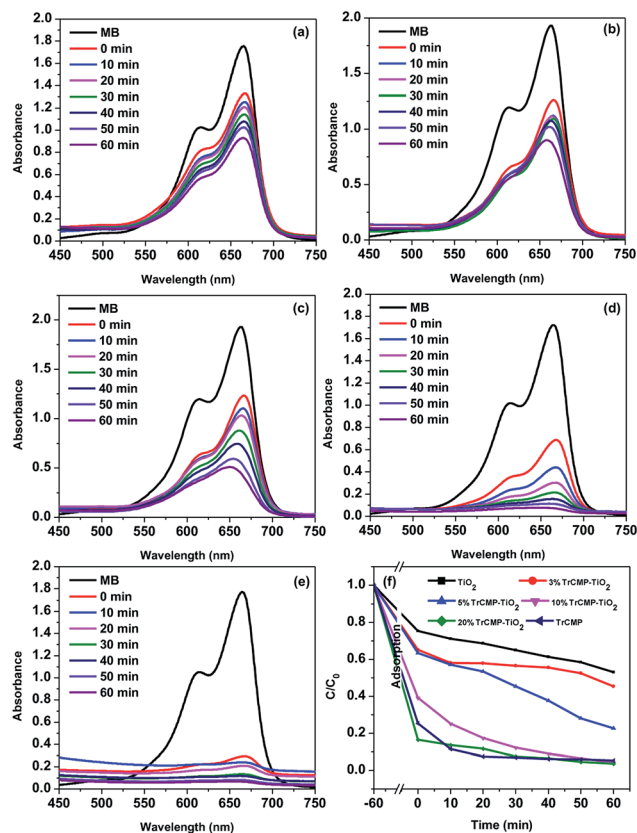 (a)
MB
0 min
10 min
20 min
30 min
40 min
50 min
60 min
Absorbance
2.0
1.8
1.6
1.4
1.2
1.0
0.8
0.6
0.4
0.2
0.0
450 500 550 600 650 700 750
Wavelength (nm)
(b)
MB
0 min
10 min
20 min
30 min
40 min
50 min
60 min
Absorbance
2.0
1.5
1.0
0.5
0.0
450 500 550 600 650 700 750
Wavelength (nm)
(c)
MB
0 min
10 min
20 min
30 min
40 min
50 min
60 min
Absorbance
2.0
1.5
1.0
0.5
0.0
450 500 550 600 650 700 750
Wavelength (nm)
(d)
MB
0 min
10 min
20 min
30 min
40 min
50 min
60 min
Absorbance
2.0
1.8
1.6
1.4
1.2
1.0
0.8
0.6
0.4
0.2
0.0
450 500 550 600 650 700 750
Wavelength (nm)
(e)
MB
0 min
10 min
20 min
30 min
40 min
50 min
60 min
Absorbance
2.0
1.8
1.6
1.4
1.2
1.0
0.8
0.6
0.4
0.2
0.0
450 500 550 600 650 700 750
Wavelength (nm)
(f)
TiO2 3%TrCMP-TiO2
5%TrCMP-TiO2 10%TrCMP-TiO2
20%TrCMP-TiO2 TrCMP
Adsorption
C/C0
1.0
0.8
0.6
0.4
0.2
0.0
-60 0 10 20 30 40 50 60
Time (min)